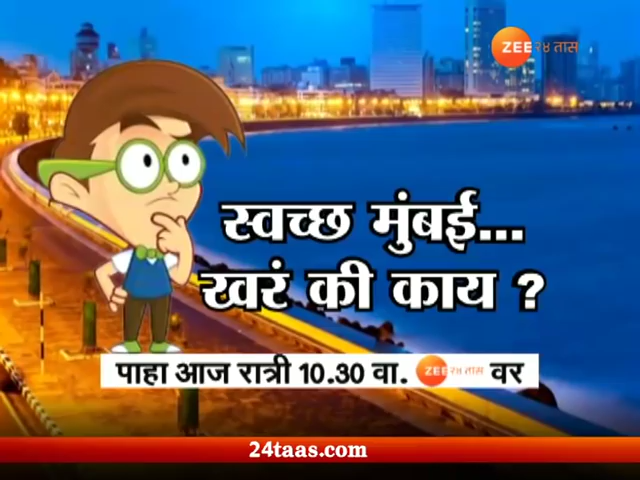 ZEE २४ तास
स्वच्छ मुंबई...
खरं की काय ?
पाहा आज रात्री 10.30 वा. ZEE २४ तास वर
24taas.com